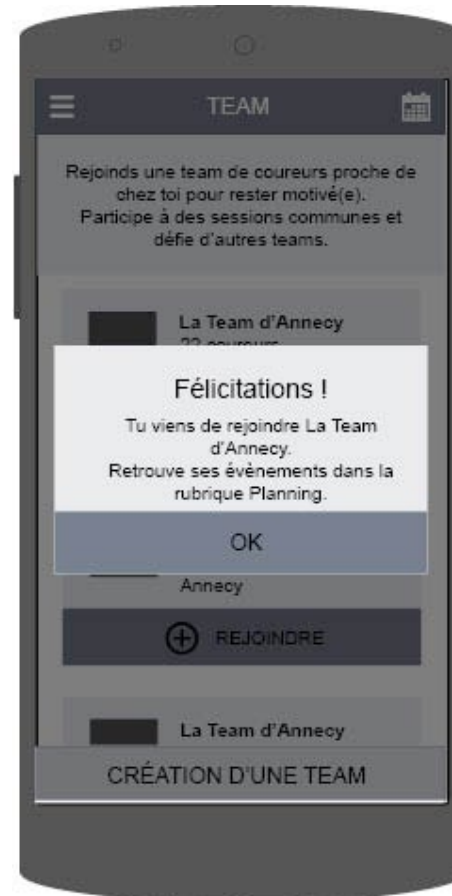 TEAM
Rejoinds une team de coureurs proche de
chez toi pour rester motivé(e).
Participe à des sessions communes et
défie d'autres teams.
La Team d'Annecy
22 coureurs
Félicitations !
Tu viens de rejoindre La Team
d'Annecy.
Retrouve ses évènements dans la
rubrique Planning.
OK
Annecy
REJOINDRE
La Team d'Annecy
CRÉATION D'UNE TEAM